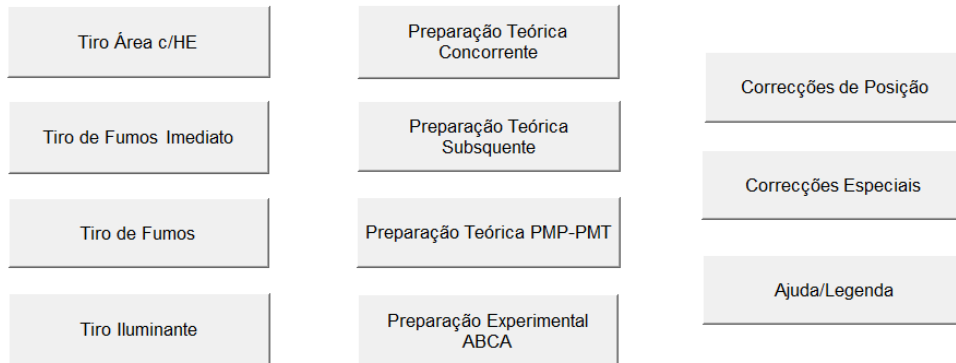 Tiro Área c/HE
Tiro de Fumos Imediato
Tiro de Fumos
Tiro Iluminante
Preparação Teórica
Concorrente
Preparação Teórica
Subsquente
Preparação Teórica PMP-PMT
Preparação Experimental
ABCA
Correcções de Posição
Correcções Especiais
Ajuda/Legenda